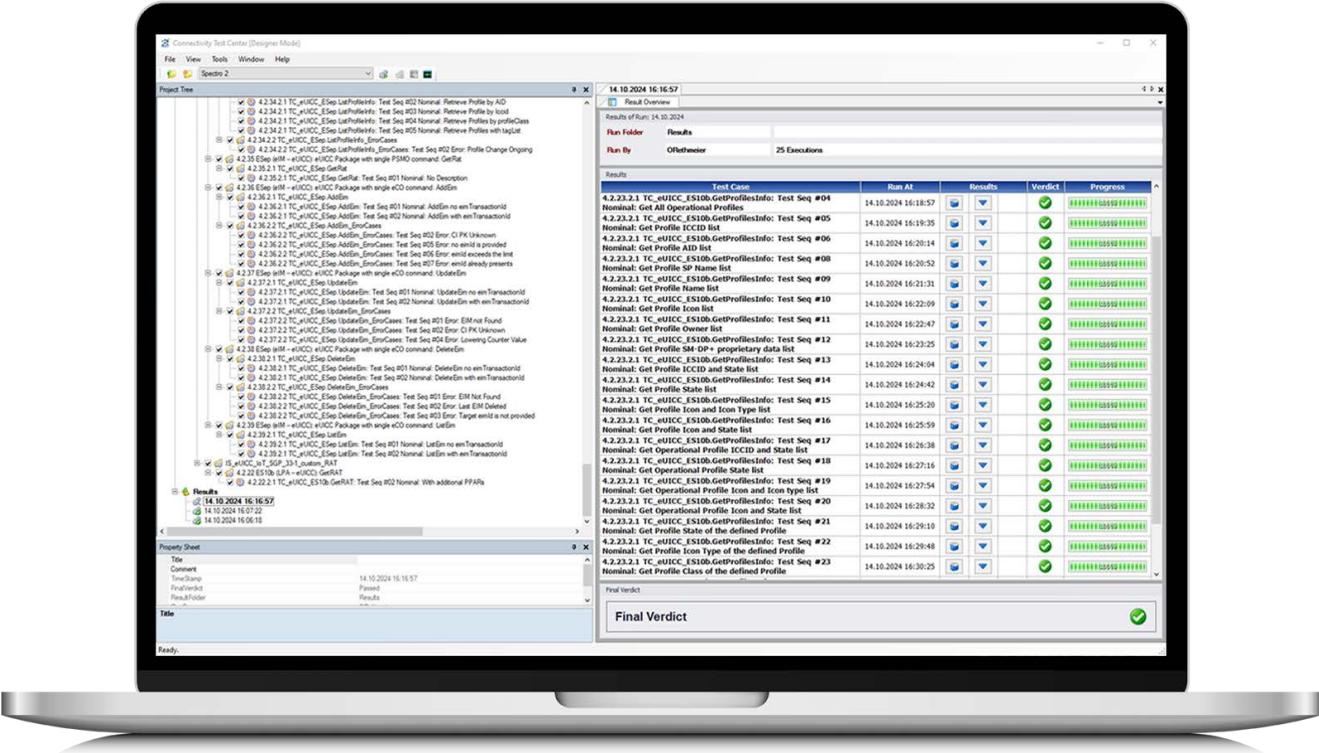 Connectivity Test Center [Designer Mode]
File View Tools Window Help
Spectro 2
Project Tree
4.2.34.2.1 TC_eUICC_ESep.ListProfileInfo: Test Seq #02 Nominal: Retrieve Profile by AID
4.2.34.2.1 TC_eUICC_ESep.ListProfileInfo: Test Seq #03 Nominal: Retrieve Profile by Iccid
4.2.34.2.1 TC_eUICC_ESep.ListProfileInfo: Test Seq #04 Nominal: Retrieve Profiles by profileClass
4.2.34.2.1 TC_eUICC_ESep.ListProfileInfo: Test Seq #05 Nominal: Retrieve Profiles with tagList
4.2.34.2.2 TC_eUICC_ESep.ListProfileInfo_ErrorCases
4.2.34.2.2 TC_eUICC_ESep.ListProfileInfo_ErrorCases: Test Seq #02 Error: Profile Change Ongoing
4.2.35 ESep (eIM – eUICC): eUICC Package with single PSMO command: GetRat
4.2.35.2.1 TC_eUICC_ESep.GetRat
4.2.35.2.1 TC_eUICC_ESep.GetRat: Test Seq #01 Nominal: No Description
4.2.36 ESep (eIM – eUICC): eUICC Package with single eCO command: AddEim
4.2.36.2.1 TC_eUICC_ESep.AddEim
4.2.36.2.1 TC_eUICC_ESep.AddEim: Test Seq #01 Nominal: AddEim no eimTransactionId
4.2.36.2.1 TC_eUICC_ESep.AddEim: Test Seq #02 Nominal: AddEim with eimTransactionId
4.2.36.2.2 TC_eUICC_ESep.AddEim_ErrorCases
4.2.36.2.2 TC_eUICC_ESep.AddEim_ErrorCases: Test Seq #02 Error: CI PK Unknown
4.2.36.2.2 TC_eUICC_ESep.AddEim_ErrorCases: Test Seq #05 Error: no eimId is provided
4.2.36.2.2 TC_eUICC_ESep.AddEim_ErrorCases: Test Seq #06 Error: eimId exceeds the limit
4.2.36.2.2 TC_eUICC_ESep.AddEim_ErrorCases: Test Seq #07 Error: eimId already presents
4.2.37 ESep (eIM – eUICC): eUICC Package with single eCO command: UpdateEim
4.2.37.2.1 TC_eUICC_ESep.UpdateEim
4.2.37.2.1 TC_eUICC_ESep.UpdateEim: Test Seq #01 Nominal: UpdateEim no eimTransactionId
4.2.37.2.1 TC_eUICC_ESep.UpdateEim: Test Seq #02 Nominal: UpdateEim with eimTransactionId
4.2.37.2.2 TC_eUICC_ESep.UpdateEim_ErrorCases
4.2.37.2.2 TC_eUICC_ESep.UpdateEim_ErrorCases: Test Seq #01 Error: EIM not Found
4.2.37.2.2 TC_eUICC_ESep.UpdateEim_ErrorCases: Test Seq #02 Error: CI PK Unknown
4.2.37.2.2 TC_eUICC_ESep.UpdateEim_ErrorCases: Test Seq #04 Error: Lowering Counter Value
4.2.38 ESep (eIM – eUICC): eUICC Package with single eCO command: DeleteEim
4.2.38.2.1 TC_eUICC_ESep.DeleteEim
4.2.38.2.1 TC_eUICC_ESep.DeleteEim: Test Seq #01 Nominal: DeleteEim no eimTransactionId
4.2.38.2.1 TC_eUICC_ESep.DeleteEim: Test Seq #02 Nominal: DeleteEim with eimTransactionId
4.2.38.2.2 TC_eUICC_ESep.DeleteEim_ErrorCases
4.2.38.2.2 TC_eUICC_ESep.DeleteEim_ErrorCases: Test Seq #01 Error: EIM Not Found
4.2.38.2.2 TC_eUICC_ESep.DeleteEim_ErrorCases: Test Seq #02 Error: Last EIM Deleted
4.2.38.2.2 TC_eUICC_ESep.DeleteEim_ErrorCases: Test Seq #03 Error: Target eimId is not provided
4.2.39 ESep (eIM – eUICC): eUICC Package with single eCO command: ListEim
4.2.39.2.1 TC_eUICC_ESep.ListEim
4.2.39.2.1 TC_eUICC_ESep.ListEim: Test Seq #01 Nominal: ListEim no eimTransactionId
4.2.39.2.1 TC_eUICC_ESep.ListEim: Test Seq #02 Nominal: ListEim with eimTransactionId
IS_eUICC_IoT_SGP_33-1_custom_RAT
4.2.22 ES10b (LPA – eUICC): GetRAT
4.2.22.2.1 TC_eUICC_ES10b.GetRAT: Test Seq #02 Nominal: With additional PPARs
Results
14.10.2024 16:16:57
14.10.2024 16:07:22
14.10.2024 16:06:18
Property Sheet
Title
Comment
TimeStamp 14.10.2024 16:16:57
FinalVerdict Passed
ResultFolder Results
Title
Ready.
14.10.2024 16:16:57
Result Overview
Results of Run: 14.10.2024
Run Folder Results
Run By ORethmeier 25 Executions
Results
Test Case Run At Results Verdict Progress
4.2.23.2.1 TC_eUICC_ES10b.GetProfilesInfo: Test Seq #04
Nominal: Get All Operational Profiles 14.10.2024 16:18:57
4.2.23.2.1 TC_eUICC_ES10b.GetProfilesInfo: Test Seq #05
Nominal: Get Profile ICCID list 14.10.2024 16:19:35
4.2.23.2.1 TC_eUICC_ES10b.GetProfilesInfo: Test Seq #06
Nominal: Get Profile AID list 14.10.2024 16:20:14
4.2.23.2.1 TC_eUICC_ES10b.GetProfilesInfo: Test Seq #08
Nominal: Get Profile SP Name list 14.10.2024 16:20:52
4.2.23.2.1 TC_eUICC_ES10b.GetProfilesInfo: Test Seq #09
Nominal: Get Profile Name list 14.10.2024 16:21:31
4.2.23.2.1 TC_eUICC_ES10b.GetProfilesInfo: Test Seq #10
Nominal: Get Profile Icon list 14.10.2024 16:22:09
4.2.23.2.1 TC_eUICC_ES10b.GetProfilesInfo: Test Seq #11
Nominal: Get Profile Owner list 14.10.2024 16:22:47
4.2.23.2.1 TC_eUICC_ES10b.GetProfilesInfo: Test Seq #12
Nominal: Get Profile SM-DP+ proprietary data list 14.10.2024 16:23:25
4.2.23.2.1 TC_eUICC_ES10b.GetProfilesInfo: Test Seq #13
Nominal: Get Profile ICCID and State list 14.10.2024 16:24:04
4.2.23.2.1 TC_eUICC_ES10b.GetProfilesInfo: Test Seq #14
Nominal: Get Profile State list 14.10.2024 16:24:42
4.2.23.2.1 TC_eUICC_ES10b.GetProfilesInfo: Test Seq #15
Nominal: Get Profile Icon and Icon Type list 14.10.2024 16:25:20
4.2.23.2.1 TC_eUICC_ES10b.GetProfilesInfo: Test Seq #16
Nominal: Get Profile Icon and State list 14.10.2024 16:25:59
4.2.23.2.1 TC_eUICC_ES10b.GetProfilesInfo: Test Seq #17
Nominal: Get Operational Profile ICCID and State list 14.10.2024 16:26:38
4.2.23.2.1 TC_eUICC_ES10b.GetProfilesInfo: Test Seq #18
Nominal: Get Operational Profile State list 14.10.2024 16:27:16
4.2.23.2.1 TC_eUICC_ES10b.GetProfilesInfo: Test Seq #19
Nominal: Get Operational Profile Icon and Icon type list 14.10.2024 16:27:54
4.2.23.2.1 TC_eUICC_ES10b.GetProfilesInfo: Test Seq #20
Nominal: Get Operational Profile Icon and State list 14.10.2024 16:28:32
4.2.23.2.1 TC_eUICC_ES10b.GetProfilesInfo: Test Seq #21
Nominal: Get Profile State of the defined Profile 14.10.2024 16:29:10
4.2.23.2.1 TC_eUICC_ES10b.GetProfilesInfo: Test Seq #22
Nominal: Get Profile Icon Type of the defined Profile 14.10.2024 16:29:48
4.2.23.2.1 TC_eUICC_ES10b.GetProfilesInfo: Test Seq #23
Nominal: Get Profile Class of the defined Profile 14.10.2024 16:30:25
Final Verdict
Final Verdict